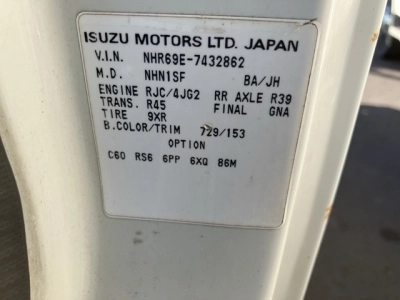 ISUZU MOTORS LTD. JAPAN
V.I.N. NHR69E-7432862
M.D. NHN1SF BA/JH
ENGINE RJC/4JG2 RR AXLE R39
TRANS. R45 FINAL GNA
TIRE 9XR
B.COLOR/TRIM 729/153
OPTION
C60 RS6 6PP 6XQ 86M